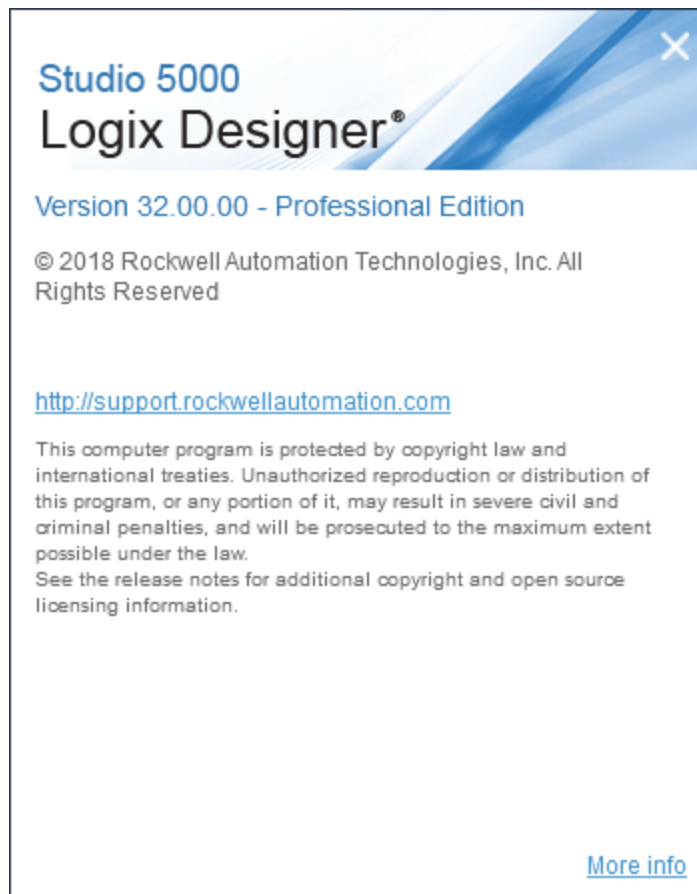 Studio 5000
Logix Designer®
Version 32.00.00 - Professional Edition
© 2018 Rockwell Automation Technologies, Inc. All
Rights Reserved
http://support.rockwellautomation.com
This computer program is protected by copyright law and
international treaties. Unauthorized reproduction or distribution of
this program, or any portion of it, may result in severe civil and
criminal penalties, and will be prosecuted to the maximum extent
possible under the law.
See the release notes for additional copyright and open source
licensing information.
More info